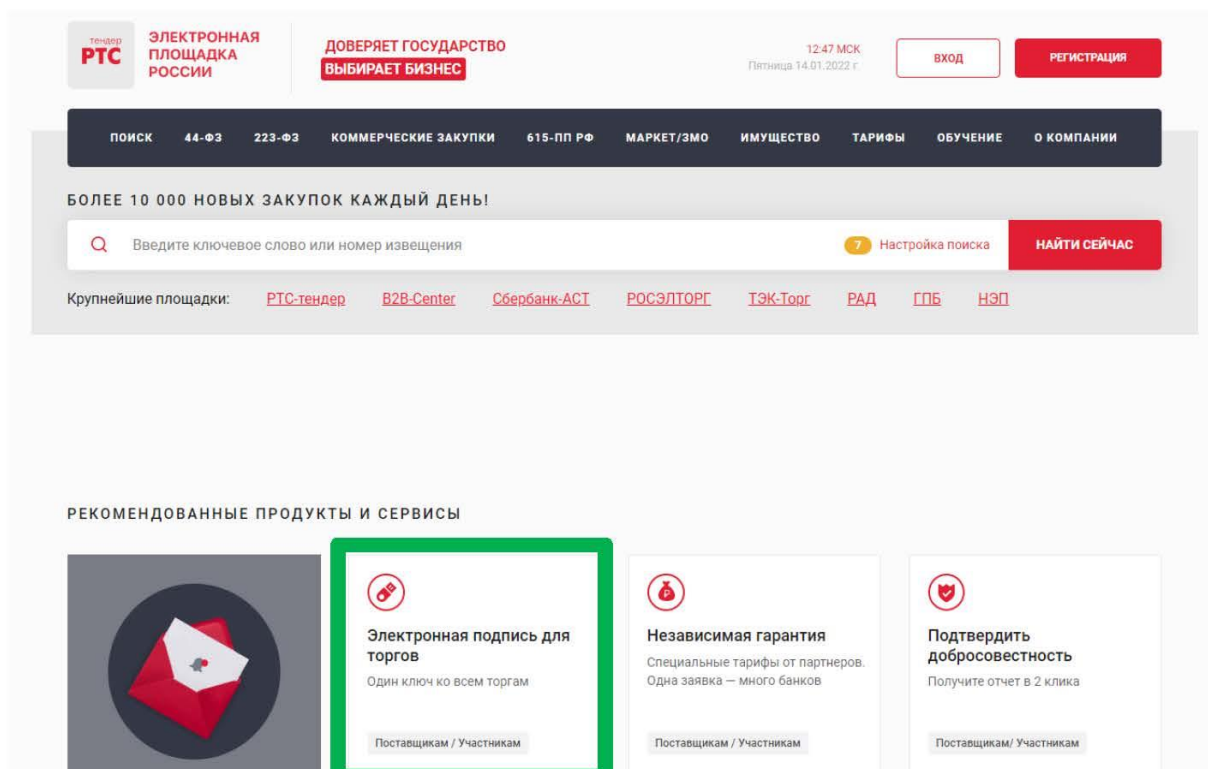 тендер
РТС
ЭЛЕКТРОННАЯ
ПЛОЩАДКА
РОССИИ
ДОВЕРЯЕТ ГОСУДАРСТВО
ВЫБИРАЕТ БИЗНЕС
12:47 МСК
Пятница 14.01.2022 г.
ВХОД
РЕГИСТРАЦИЯ
ПОИСК 44-ФЗ 223-ФЗ КОММЕРЧЕСКИЕ ЗАКУПКИ 615-ПП РФ МАРКЕТ/ЗМО ИМУЩЕСТВО ТАРИФЫ ОБУЧЕНИЕ О КОМПАНИИ
БОЛЕЕ 10 000 НОВЫХ ЗАКУПОК КАЖДЫЙ ДЕНЬ!
Введите ключевое слово или номер извещения 7 Настройка поиска НАЙТИ СЕЙЧАС
Крупнейшие площадки: РТС-тендер B2B-Center Сбербанк-АСТ РОСЭЛТОРГ ТЭК-Торг РАД ГПБ НЭП
РЕКОМЕНДОВАННЫЕ ПРОДУКТЫ И СЕРВИСЫ
Электронная подпись для
торгов
Один ключ ко всем торгам
Поставщикам / Участникам
Независимая гарантия
Специальные тарифы от партнеров.
Одна заявка — много банков
Поставщикам / Участникам
Подтвердить
добросовестность
Получите отчет в 2 клика
Поставщикам/ Участникам